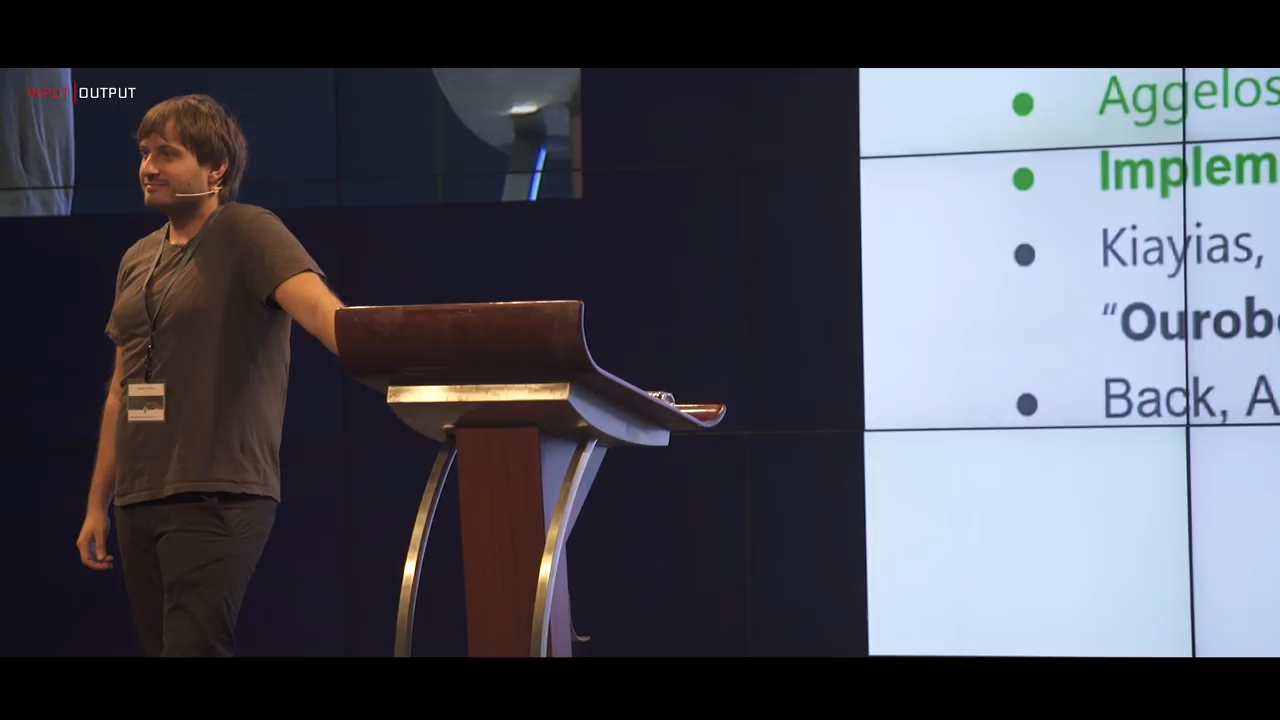 INPUT | OUTPUT
Aggelos
Implem
Kiayias,
“Ourob
Back, A